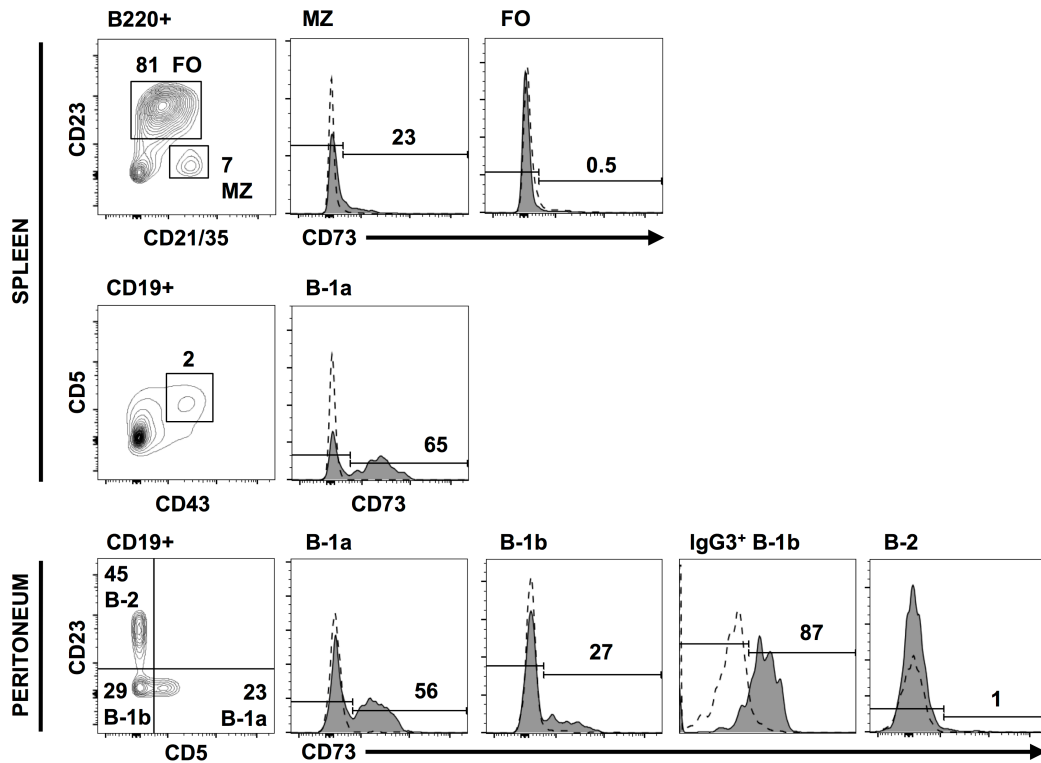 B220+
MZ
FO
81 FO
7
MZ
23
0.5
CD23
CD21/35
CD73
SPLEEN
CD19+
B-1a
2
65
CD5
CD43
CD73
CD19+
B-1a
B-1b
IgG3+ B-1b
B-2
45
B-2
29
B-1b
23
B-1a
56
27
87
1
CD23
PERITONEUM
CD5
CD73